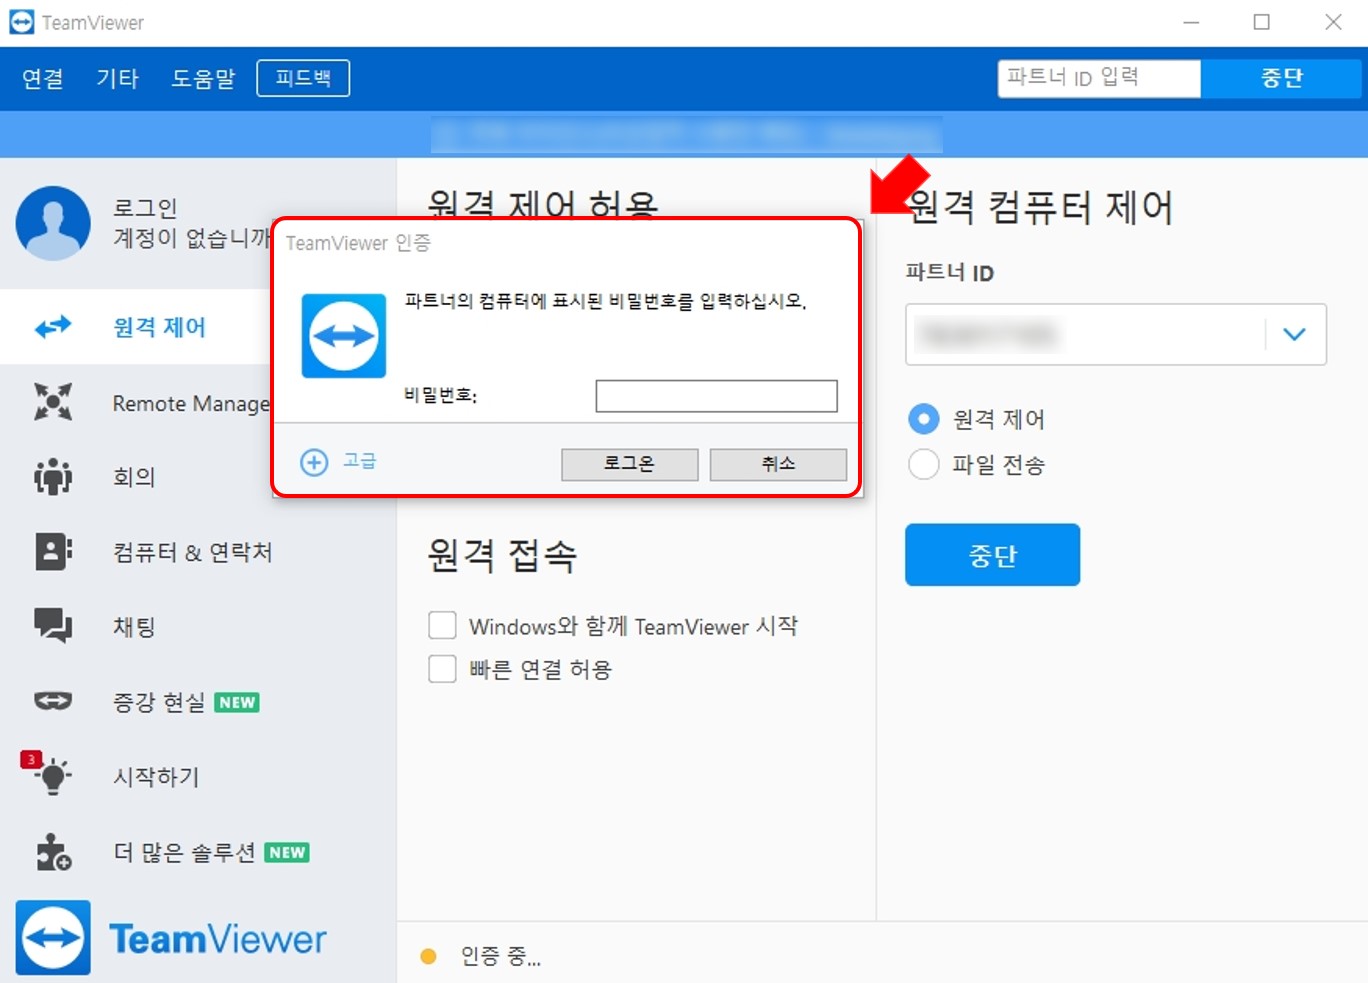 TeamViewer
연결 기타 도움말 피드백 파트너 ID 입력 중단
로그인
계정이 없습니까
원격 제어
Remote Manage
회의
컴퓨터 & 연락처
채팅
증강 현실 NEW
3
시작하기
더 많은 솔루션 NEW
TeamViewer
원격 제어 허용
TeamViewer 인증
파트너의 컴퓨터에 표시된 비밀번호를 입력하십시오.
비밀번호:
고급 로그온 취소
원격 접속
Windows와 함께 TeamViewer 시작
빠른 연결 허용
원격 컴퓨터 제어
파트너 ID
원격 제어
파일 전송
중단
인증 중...